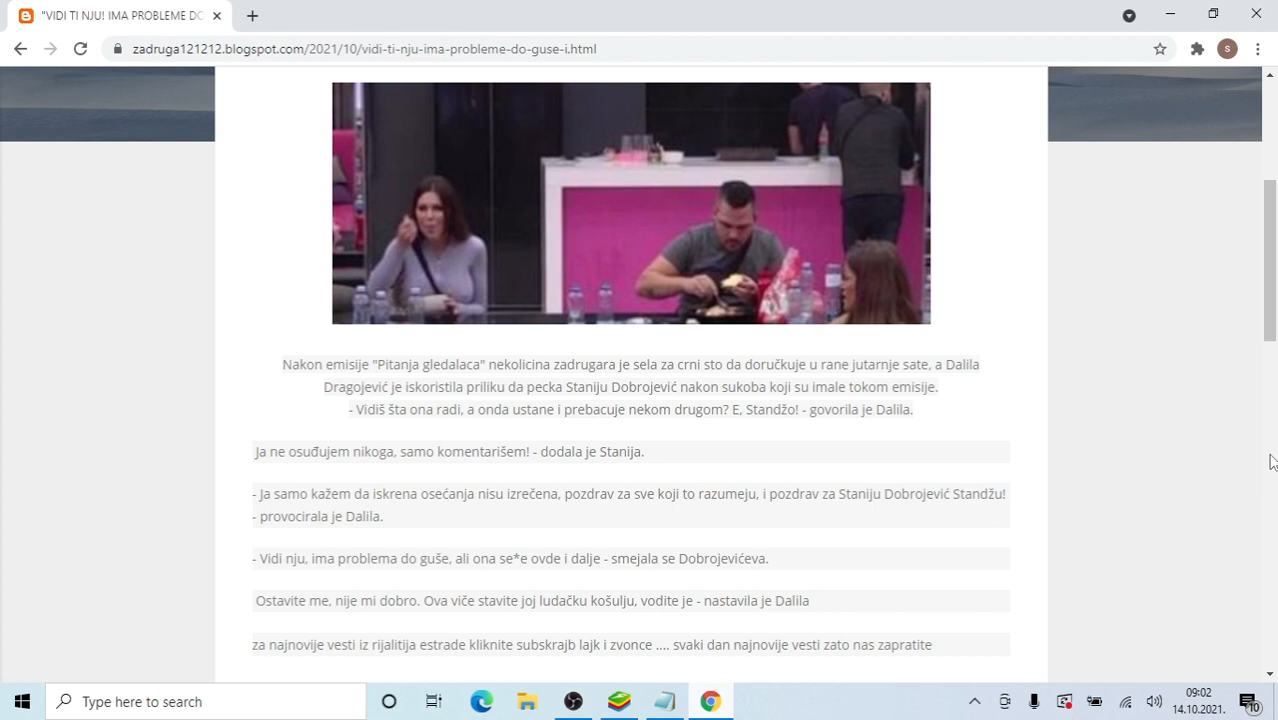 "VIDI TI NJU! IMA PROBLEME DO
zadruga121212.blogspot.com/2021/10/vidi-ti-nju-ima-probleme-do-guse-i.html
S
Nakon emisije "Pitanja gledalaca" nekolicina zadrugara je sela za crni sto da doručkuje u rane jutarnje sate, a Dalila
Dragojević je iskoristila priliku da pecka Staniju Dobrojević nakon sukoba koji su imale tokom emisije.
- Vidiš šta ona radi, a onda ustane i prebacuje nekom drugom? E, Standžo! - govorila je Dalila.
Ja ne osuđujem nikoga, samo komentarišem! - dodala je Stanija.
- Ja samo kažem da iskrena osećanja nisu izrečena, pozdrav za sve koji to razumeju, i pozdrav za Staniju Dobrojević Standžu!
- provocirala je Dalila.
- Vidi nju, ima problema do guše, ali ona se*e ovde i dalje - smejala se Dobrojevićeva.
Ostavite me, nije mi dobro. Ova viče stavite joj ludačku košulju, vodite je - nastavila je Dalila
za najnovije vesti iz rijalitija estrade kliknite subskrajb lajk i zvonce .... svaki dan najnovije vesti zato nas zapratite
Type here to search
09:02
14.10.2021.
10